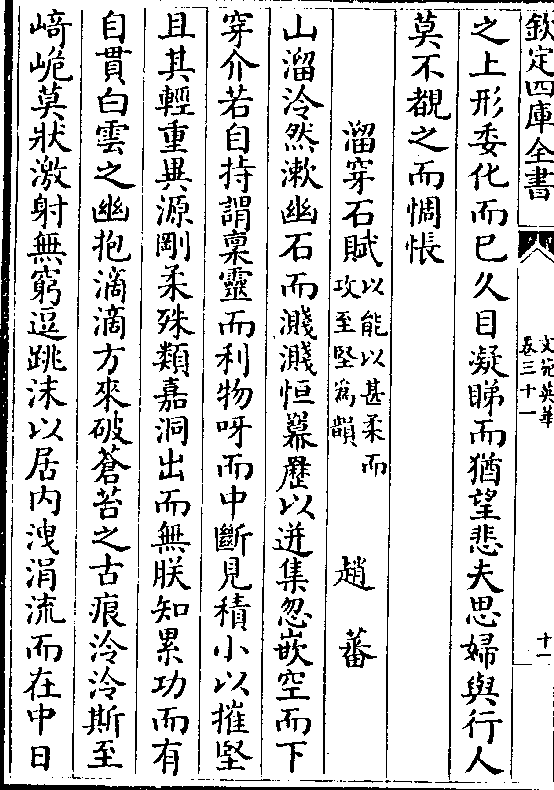 欽定四庫全書
文苑英華
卷三十一
十一
之上形委化而已久目凝睇而猶望悲夫思婦與行人
莫不覩之而惆悵
溜穿石賦以能以甚柔而攻至堅為韻
趙蕃
山溜泠然漱幽石而濺濺恒羃歷以迸集忽嵌空而下
穿介若自持謂稟靈而利物呀而中斷見積小以摧堅
且其輕重異源剛柔殊類嘉洞出而無朕知累功而有
自貫白雲之幽抱滴滴方來破蒼苔之古痕泠泠斯至
﨑峗莫狀激射無窮逗跳沫以居内洩涓流而在中日